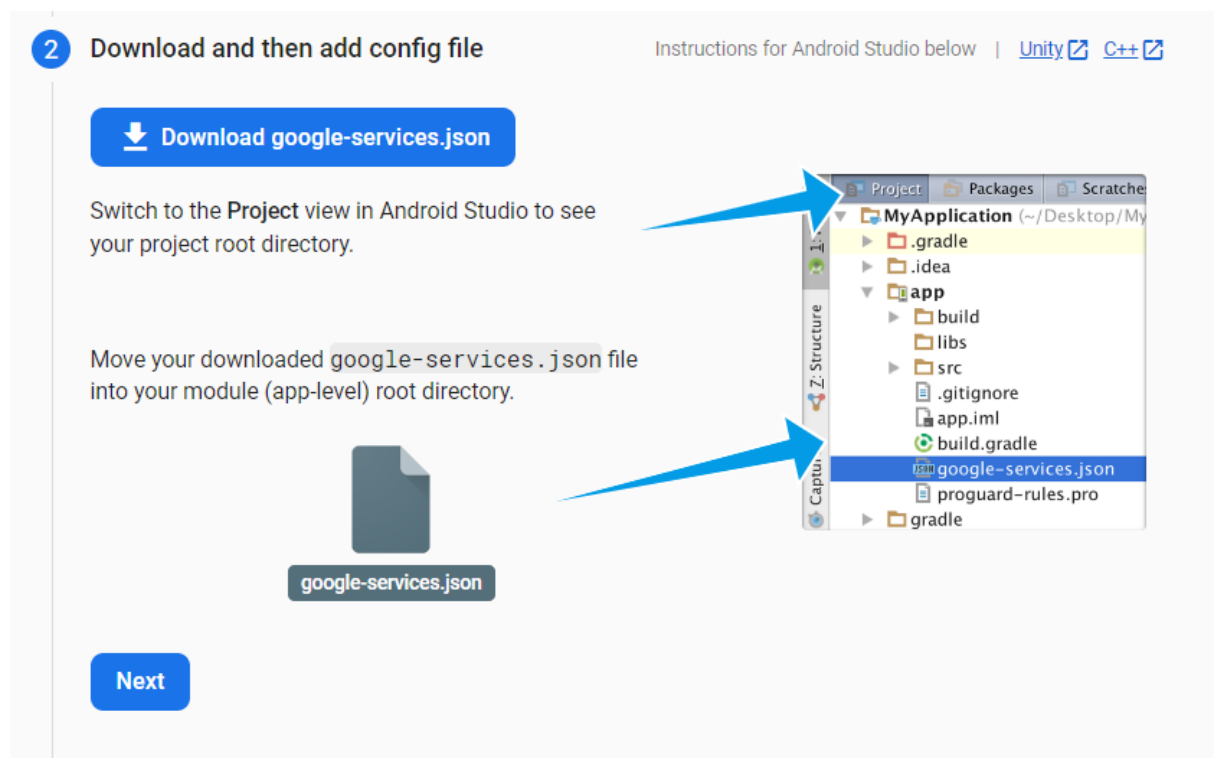 2
Download and then add config file
Instructions for Android Studio below | Unity C++
Download google-services.json
Switch to the Project view in Android Studio to see
your project root directory.
Move your downloaded google-services.json file
into your module (app-level) root directory.
google-services.json
Next
Project Packages Scratche
MyApplication (~/Desktop/My
.gradle
.idea
app
build
libs
src
.gitignore
app.iml
build.gradle
JSON google-services.json
proguard-rules.pro
gradle
Z: Structure
Captur